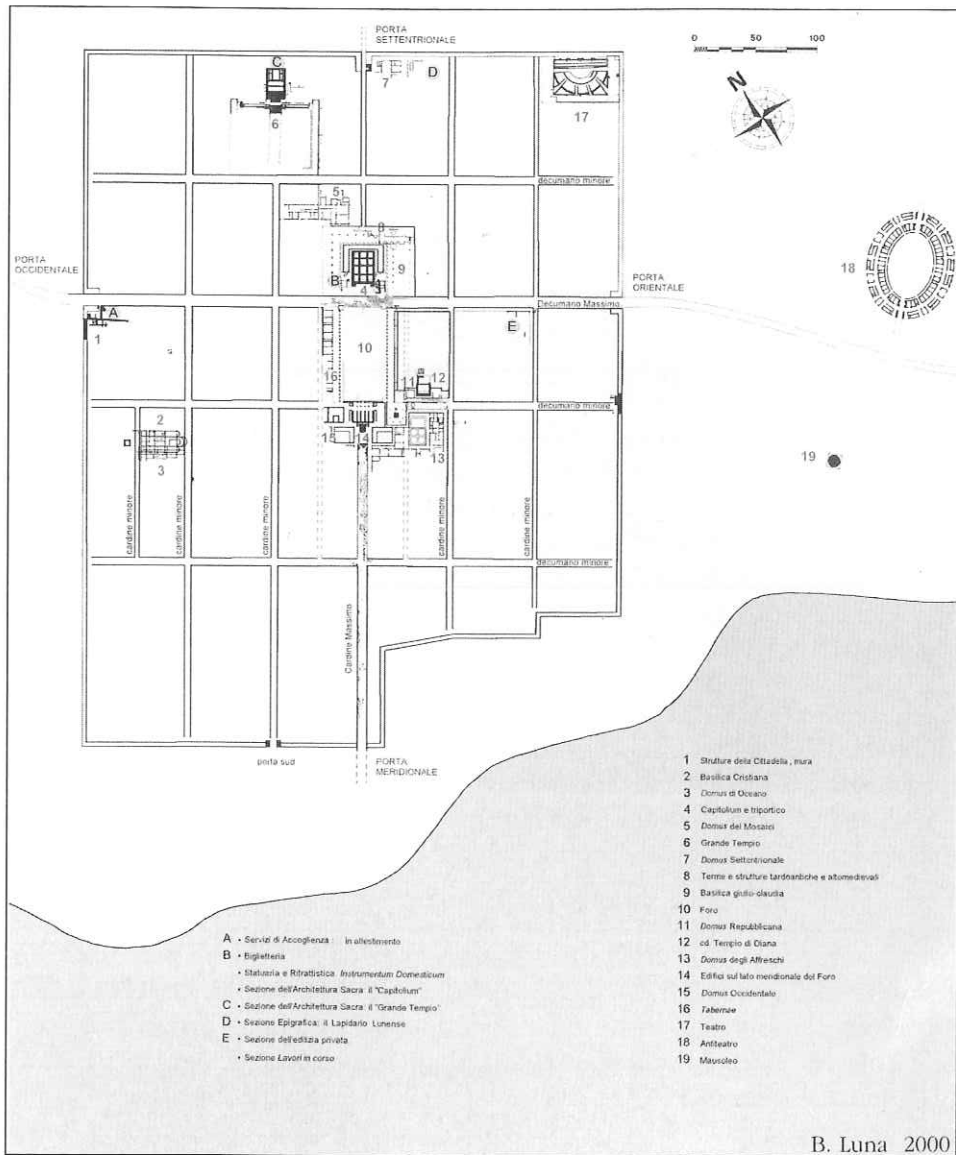 PORTA
SETTENTRIONALE
0 50 100
N
C
7
D
6
17
decumano minore
5
8
PORTA
OCCIDENTALE
B
4
3
9
PORTA
ORIENTALE
18
Decumano Massimo
A
1
E
10
16
11
12
decumano minore
2
3
15
14
13
19
cardine minore
cardine minore
cardine minore
cardine minore
cardine minore
decumano minore
Cardine Massimo
porta sud
PORTA
MERIDIONALE
1 Strutture della Cittadella , mura
2 Basilica Cristiana
3 Domus di Oceano
4 Capitolium e triportico
5 Domus dei Mosaici
6 Grande Tempio
7 Domus Settentrionale
8 Terme e strutture tardoantiche e altomedievali
9 Basilica giulio-claudia
10 Foro
11 Domus Repubblicana
12 cd. Tempio di Diana
13 Domus degli Affreschi
14 Edifici sul lato meridionale del Foro
15 Domus Occidentale
16 Tabernae
17 Teatro
18 Anfiteatro
19 Mausoleo
A • Servizi di Accoglienza : in allestimento
B • Biglietteria
• Statuaria e Ritrattistica. Instrumentum Domesticum
• Sezione dell'Architettura Sacra: il "Capitolium"
C • Sezione dell'Architettura Sacra: il "Grande Tempio"
D • Sezione Epigrafica: il Lapidario Lunense
E • Sezione dell'edilizia privata
• Sezione Lavori in corso
B. Luna 2000